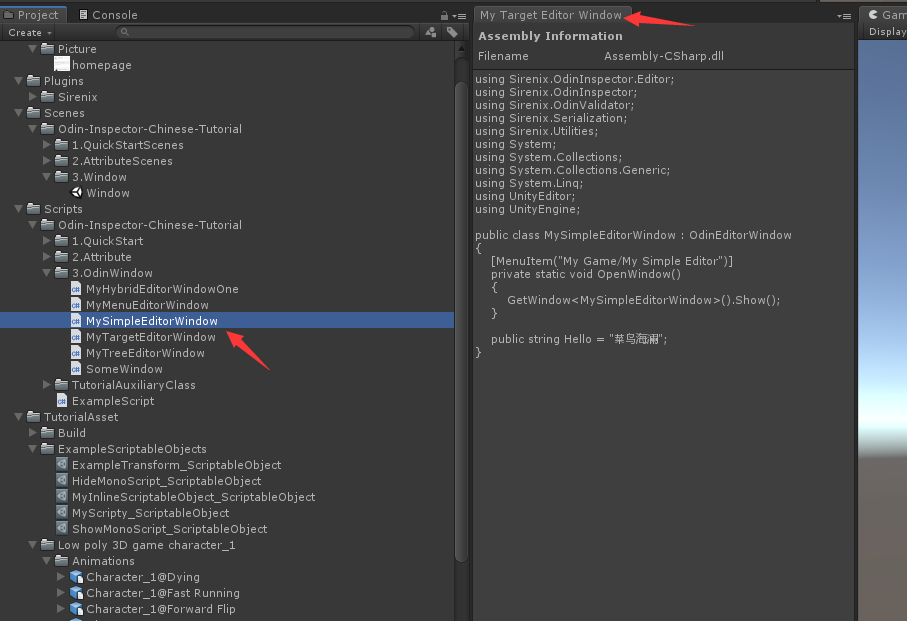 Project
Console
Create
Picture
homepage
Plugins
Sirenix
Scenes
Odin-Inspector-Chinese-Tutorial
1.QuickStartScenes
2.AttributeScenes
3.Window
Window
Scripts
Odin-Inspector-Chinese-Tutorial
1.QuickStart
2.Attribute
3.OdinWindow
MyHybridEditorWindowOne
MyMenuEditorWindow
MySimpleEditorWindow
MyTargetEditorWindow
MyTreeEditorWindow
SomeWindow
TutorialAuxiliaryClass
ExampleScript
TutorialAsset
Build
ExampleScriptableObjects
ExampleTransform_ScriptableObject
HideMonoScript_ScriptableObject
MyInlineScriptableObject_ScriptableObject
MyScripty_ScriptableObject
ShowMonoScript_ScriptableObject
Low poly 3D game character_1
Animations
Character_1@Dying
Character_1@Fast Running
Character_1@Forward Flip
My Target Editor Window
Assembly Information
Filename Assembly-CSharp.dll
using Sirenix.OdinInspector.Editor;
using Sirenix.OdinInspector;
using Sirenix.OdinValidator;
using Sirenix.Serialization;
using Sirenix.Utilities;
using System;
using System.Collections;
using System.Collections.Generic;
using System.Linq;
using UnityEditor;
using UnityEngine;
public class MySimpleEditorWindow : OdinEditorWindow
{
[MenuItem("My Game/My Simple Editor")]
private static void OpenWindow()
{
GetWindow<MySimpleEditorWindow>().Show();
}
public string Hello = "菜鸟海澜";
}
Gam
Display